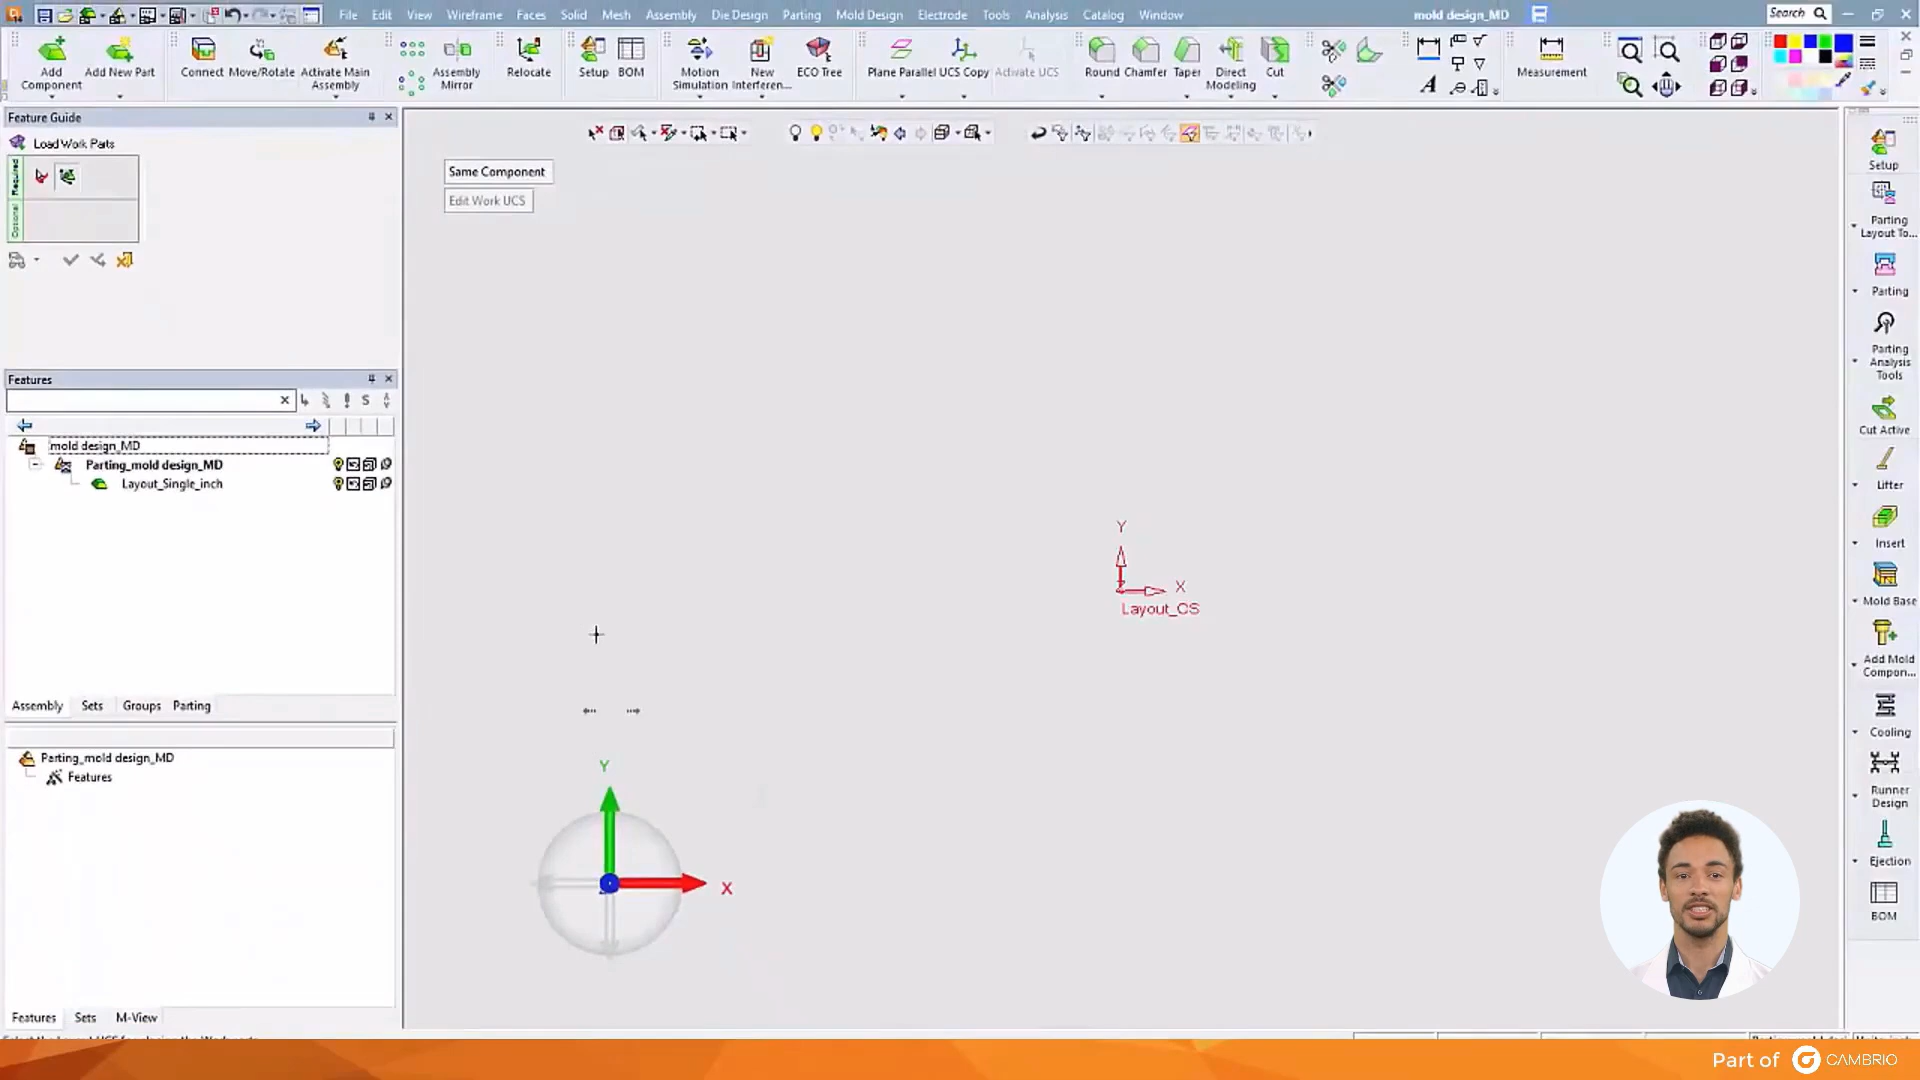 File Edit View Wireframe Faces Solid Mesh Assembly Die Design Parting Mold Design Electrode Tools Analysis Catalog Window mold design_MD Search
Add Component
Add New Part
Connect
Move/Rotate
Activate Main Assembly
Assembly Mirror
Relocate
Setup
BOM
Motion Simulation
New Interferen...
ECO Tree
Plane Parallel
UCS Copy
Activate UCS
Round
Chamfer
Taper
Direct Modeling
Cut
A
Measurement
Feature Guide
Load Work Parts
Required
Optional
Same Component
Edit Work UCS
Features
S
mold design_MD
Parting_mold design_MD
Layout_Single_inch
Assembly Sets Groups Parting
Parting_mold design_MD
Features
Features Sets M-View
Y
X
Layout_CS
Y
X
Setup
Parting Layout To...
Parting
Parting Analysis Tools
Cut Active
Lifter
Insert
Mold Base
Add Mold Compon...
Cooling
Runner Design
Ejection
BOM
Part of CAMBRIO